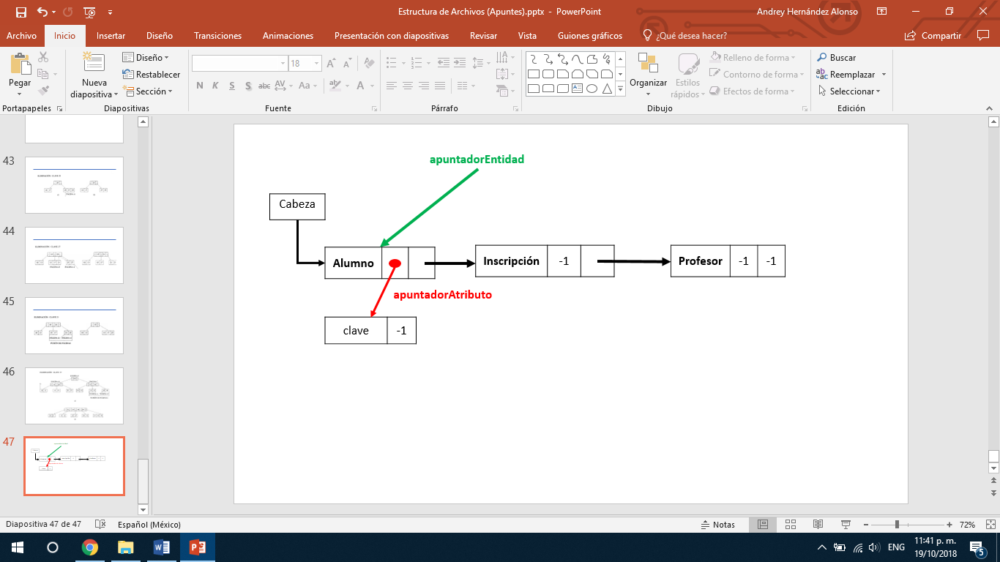 Estructura de Archivos (Apuntes).pptx - PowerPoint
Andrey Hernández Alonso
Archivo Inicio Insertar Diseño Transiciones Animaciones Presentación con diapositivas Revisar Vista Guiones gráficos ¿Qué desea hacer? Compartir
Pegar
Nueva diapositiva
Diseño
Restablecer
Sección
18
N K S S abc AV Aa A
Organizar
Estilos rápidos
Relleno de forma
Contorno de forma
Efectos de forma
Buscar
Reemplazar
Seleccionar
Portapapeles Diapositivas Fuente Párrafo Dibujo Edición
43
44
45
46
47
apuntadorEntidad
Cabeza
Alumno
Inscripción -1
Profesor -1 -1
apuntadorAtributo
clave -1
Diapositiva 47 de 47 Español (México) Notas 72%
ENG
11:41 p. m.
19/10/2018
5